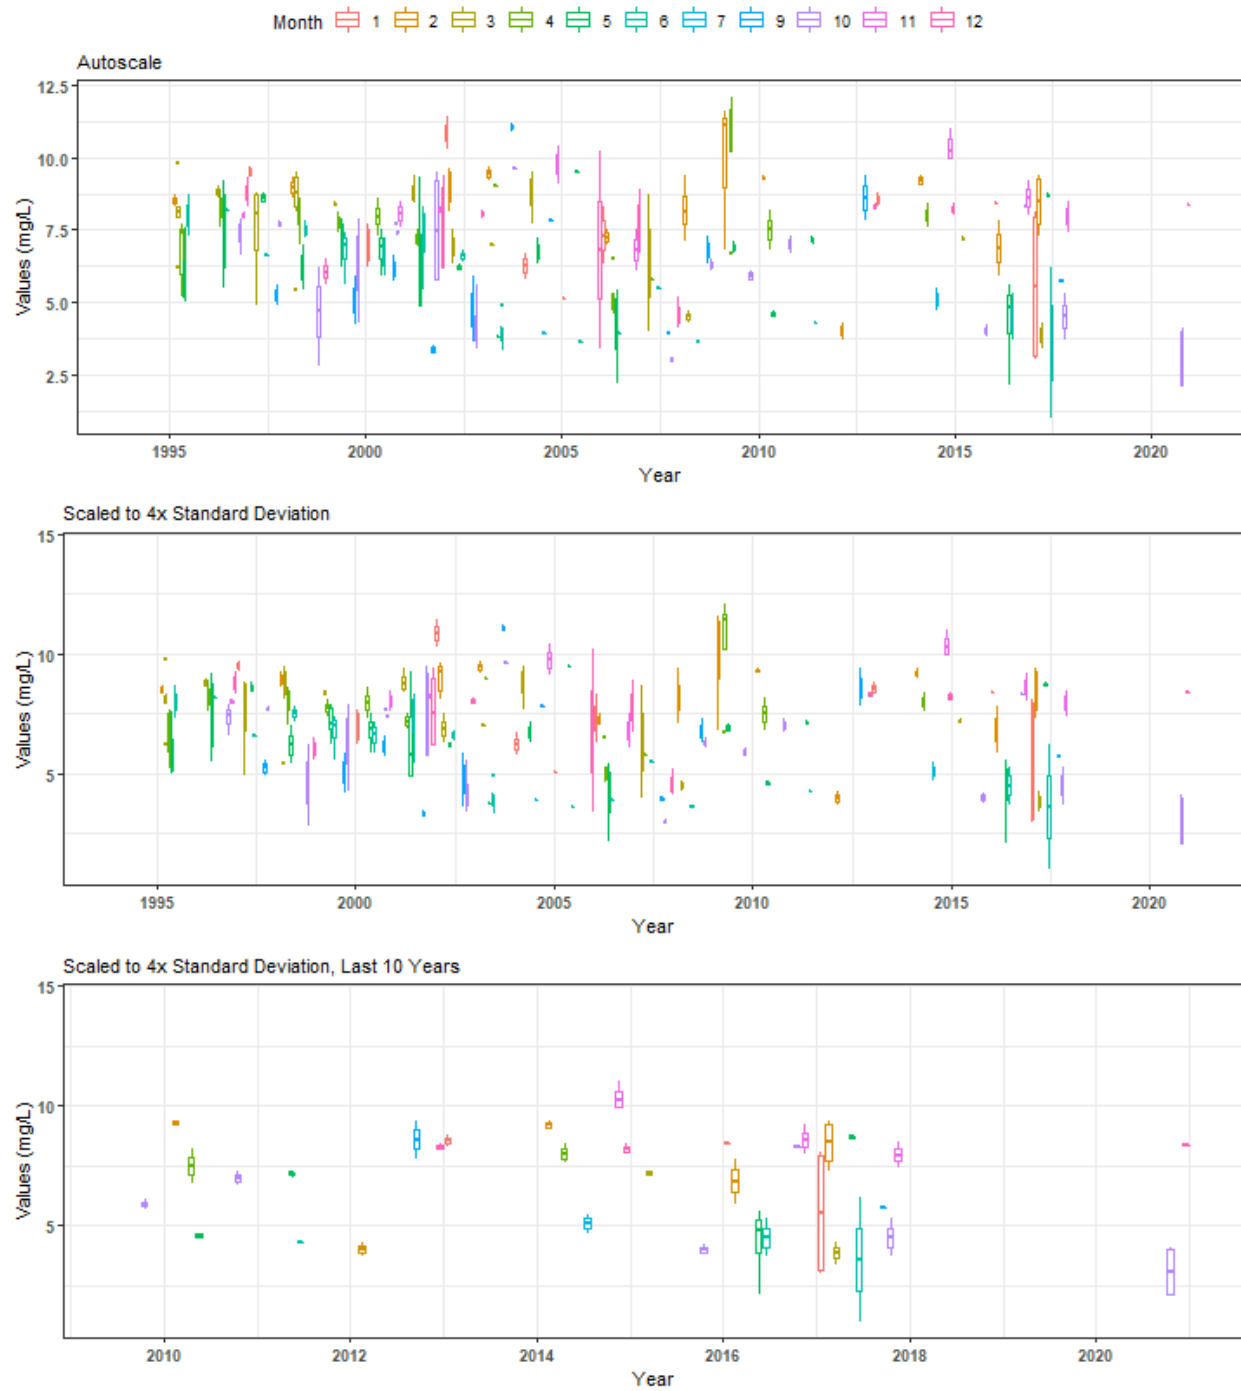 Month 1 2 3 4 5 6 7 9 10 11 12
Autoscale
12.5
10.0
7.5
5.0
2.5
Values (mg/L)
1995 2000 2005 2010 2015 2020
Year
Scaled to 4x Standard Deviation
15
10
5
Values (mg/L)
1995 2000 2005 2010 2015 2020
Year
Scaled to 4x Standard Deviation, Last 10 Years
15
10
5
Values (mg/L)
2010 2012 2014 2016 2018 2020
Year